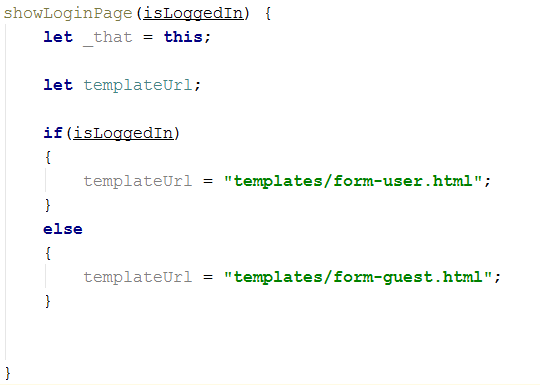 showLoginPage(isLoggedIn) {
let _that = this;
let templateUrl;
if(isLoggedIn)
{
templateUrl = "templates/form-user.html";
}
else
{
templateUrl = "templates/form-guest.html";
}
}